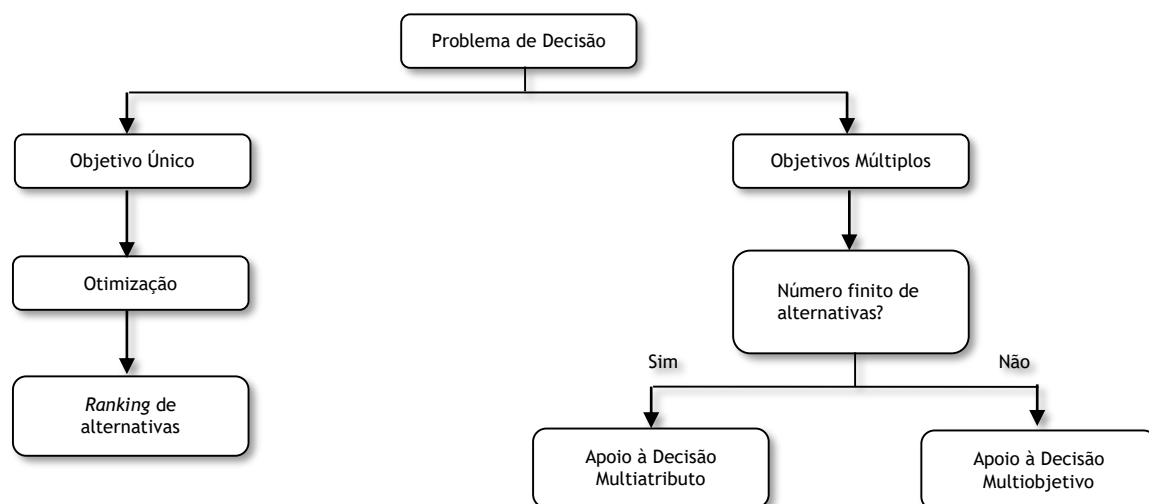 Problema de Decisão
Objetivo Único
Objetivos Múltiplos
Otimização
Número finito de
alternativas?
Sim
Não
Ranking de
alternativas
Apoio à Decisão
Multiatributo
Apoio à Decisão
Multiobjetivo